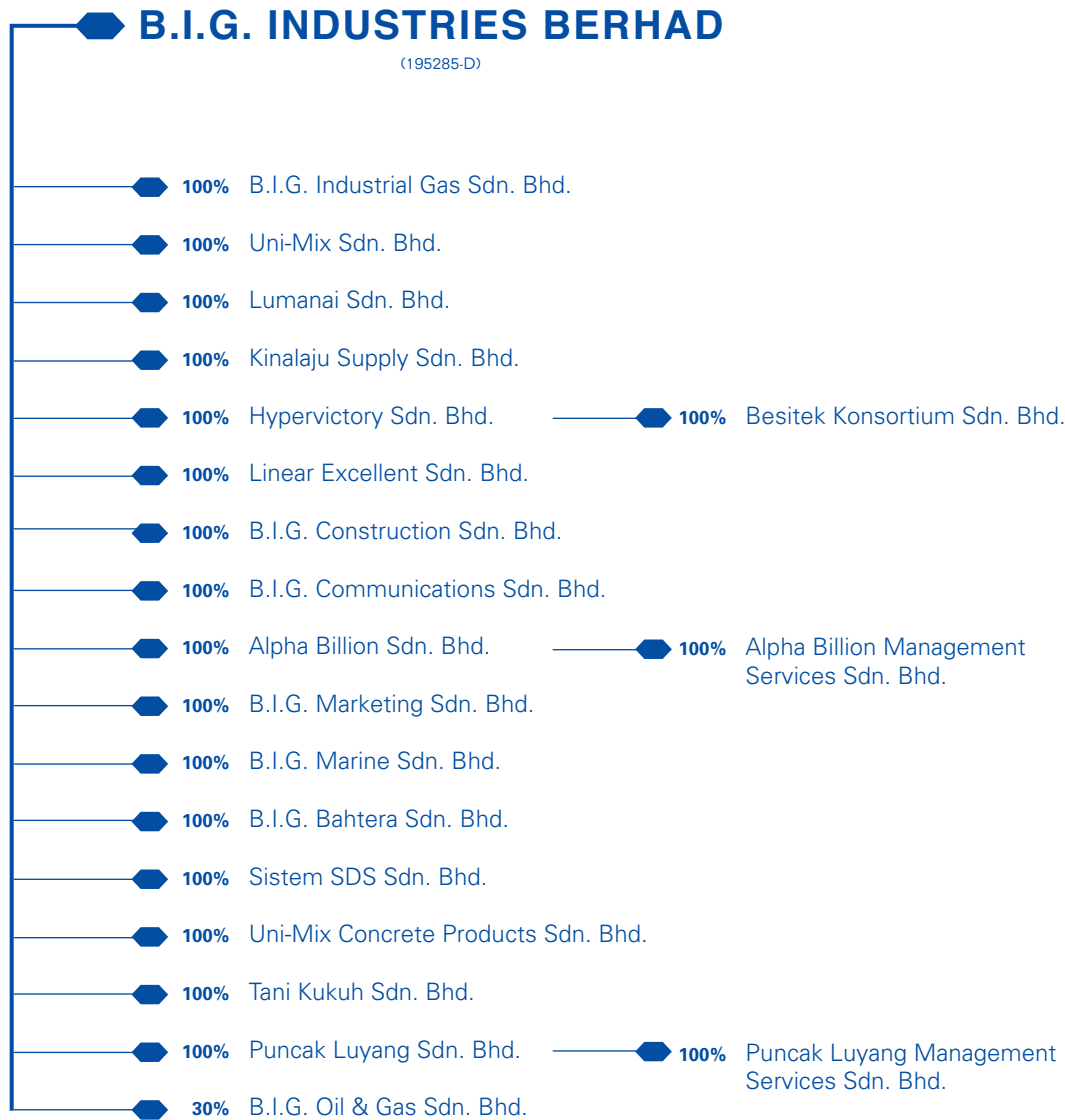 B.I.G. INDUSTRIES BERHAD
(195285-D)
100% B.I.G. Industrial Gas Sdn. Bhd.
100% Uni-Mix Sdn. Bhd.
100% Lumanai Sdn. Bhd.
100% Kinalaju Supply Sdn. Bhd.
100% Hypervictory Sdn. Bhd. 100% Besitek Konsortium Sdn. Bhd.
100% Linear Excellent Sdn. Bhd.
100% B.I.G. Construction Sdn. Bhd.
100% B.I.G. Communications Sdn. Bhd.
100% Alpha Billion Sdn. Bhd. 100% Alpha Billion Management
Services Sdn. Bhd.
100% B.I.G. Marketing Sdn. Bhd.
100% B.I.G. Marine Sdn. Bhd.
100% B.I.G. Bahtera Sdn. Bhd.
100% Sistem SDS Sdn. Bhd.
100% Uni-Mix Concrete Products Sdn. Bhd.
100% Tani Kukuh Sdn. Bhd.
100% Puncak Luyang Sdn. Bhd. 100% Puncak Luyang Management
Services Sdn. Bhd.
30% B.I.G. Oil & Gas Sdn. Bhd.